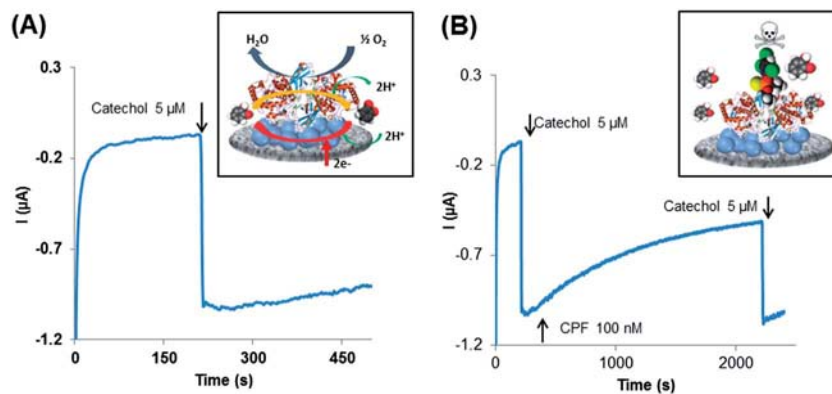 (A)
H₂O
½ O₂
2H⁺
2H⁺
2e-
0.3
-0.2
-0.7
-1.2
I (µA)
Catechol 5 µM
0
150
300
450
Time (s)
(B)
0.3
-0.2
-0.7
-1.2
I (µA)
Catechol 5 µM
Catechol 5 µM
CPF 100 nM
0
1000
2000
Time (s)